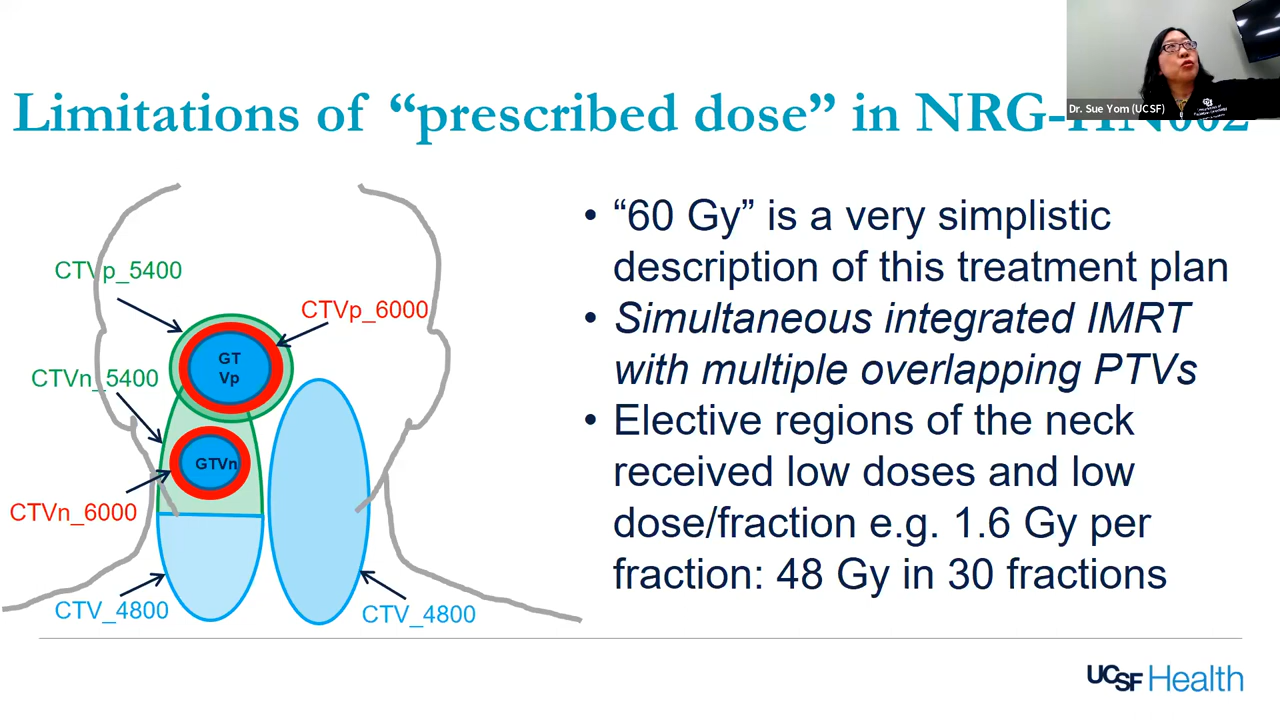 Limitations of “prescribed dose” in NRG-HN002
Dr. Sue Yom (UCSF)
CTVp_5400
CTVp_6000
GT
Vp
CTVn_5400
GTVn
CTVn_6000
CTV_4800
CTV_4800
• “60 Gy” is a very simplistic
description of this treatment plan
• Simultaneous integrated IMRT
with multiple overlapping PTVs
• Elective regions of the neck
received low doses and low
dose/fraction e.g. 1.6 Gy per
fraction: 48 Gy in 30 fractions
UCSF Health